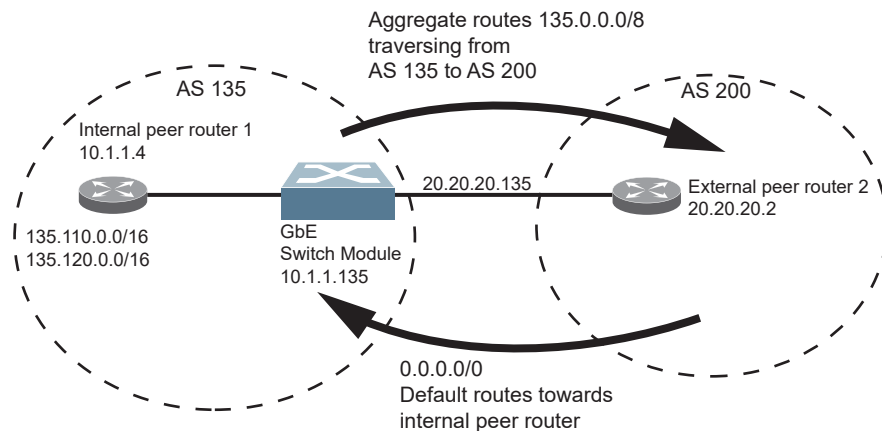 Aggregate routes 135.0.0.0/8
traversing from
AS 135 to AS 200
AS 135
AS 200
Internal peer router 1
10.1.1.4
20.20.20.135
External peer router 2
20.20.20.2
135.110.0.0/16
135.120.0.0/16
GbE
Switch Module
10.1.1.135
0.0.0.0/0
Default routes towards
internal peer router